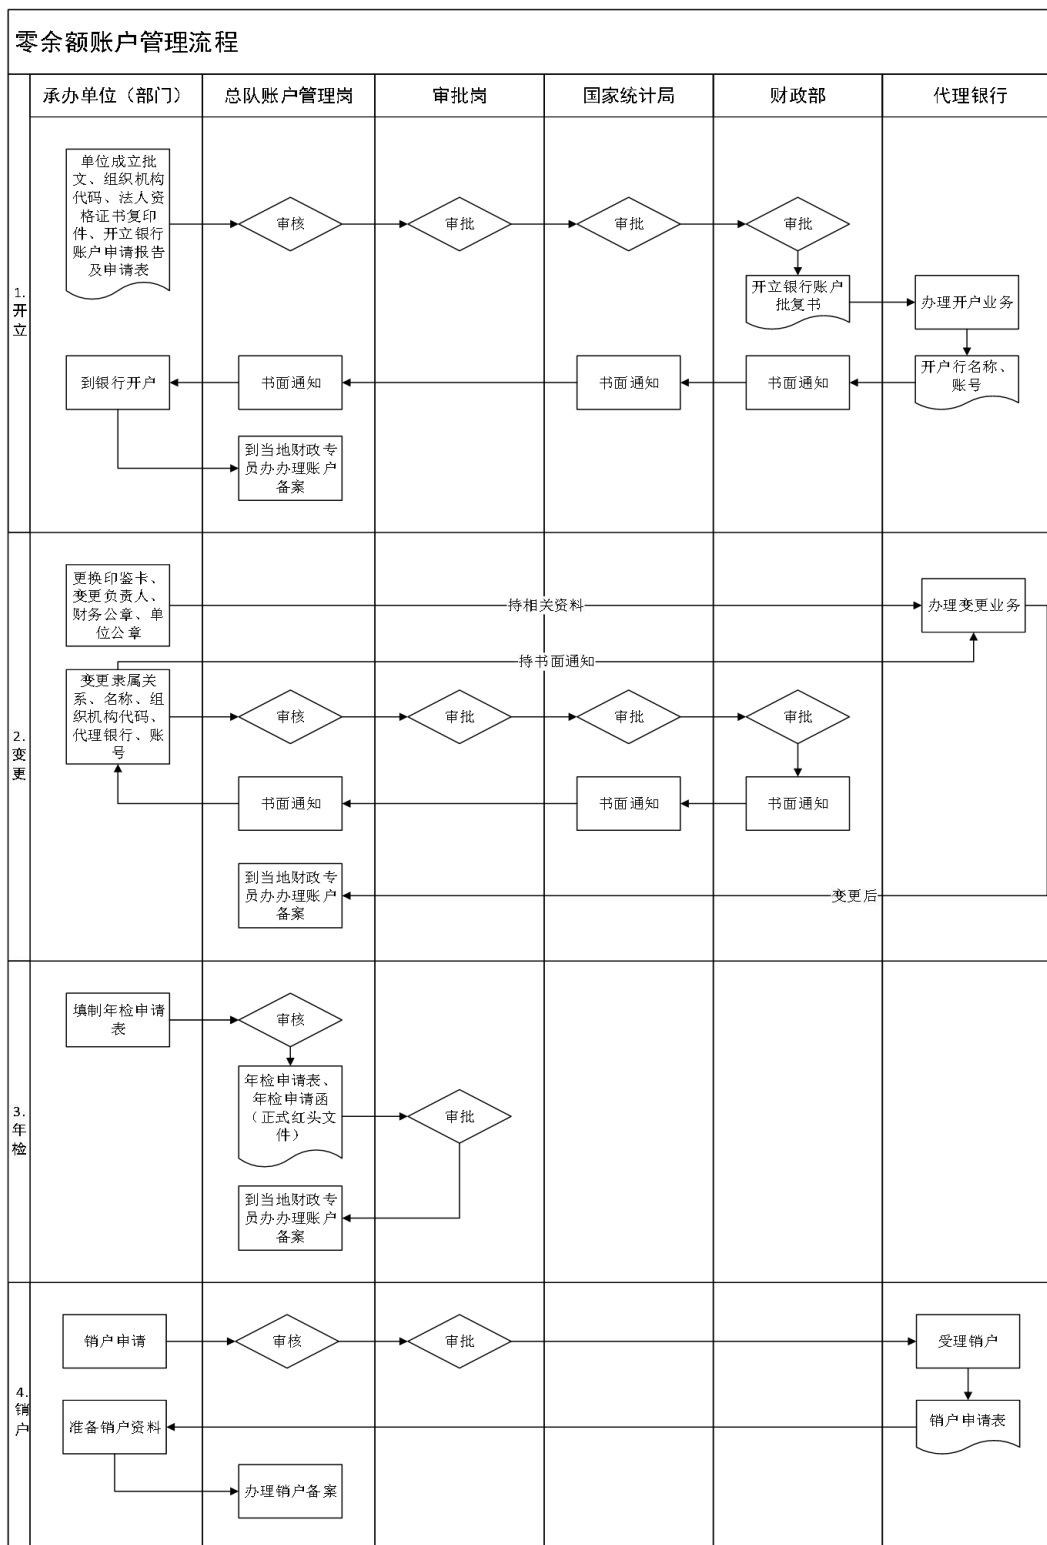 零余额账户管理流程
承办单位（部门）
总队账户管理岗
审批岗
国家统计局
财政部
代理银行
1.
开
立
单位成立批
文、组织机构
代码、法人资
格证书复印
件、开立银行
账户申请报告
及申请表
审核
审批
审批
审批
开立银行账户
批复书
办理开户业务
到银行开户
书面通知
书面通知
书面通知
开户行名称、
账号
到当地财政专
员办办理账户
备案
2.
变
更
更换印鉴卡、
变更负责人、
财务公章、单
位公章
持相关资料
办理变更业务
持书面通知
变更隶属关
系、名称、组
织机构代码、
代理银行、账
号
审核
审批
审批
审批
书面通知
书面通知
书面通知
到当地财政专
员办办理账户
备案
变更后
3.
年
检
填制年检申请
表
审核
年检申请表、
年检申请函
（正式红头文
件）
审批
到当地财政专
员办办理账户
备案
4.
销
户
销户申请
审核
审批
受理销户
准备销户资料
销户申请表
办理销户备案